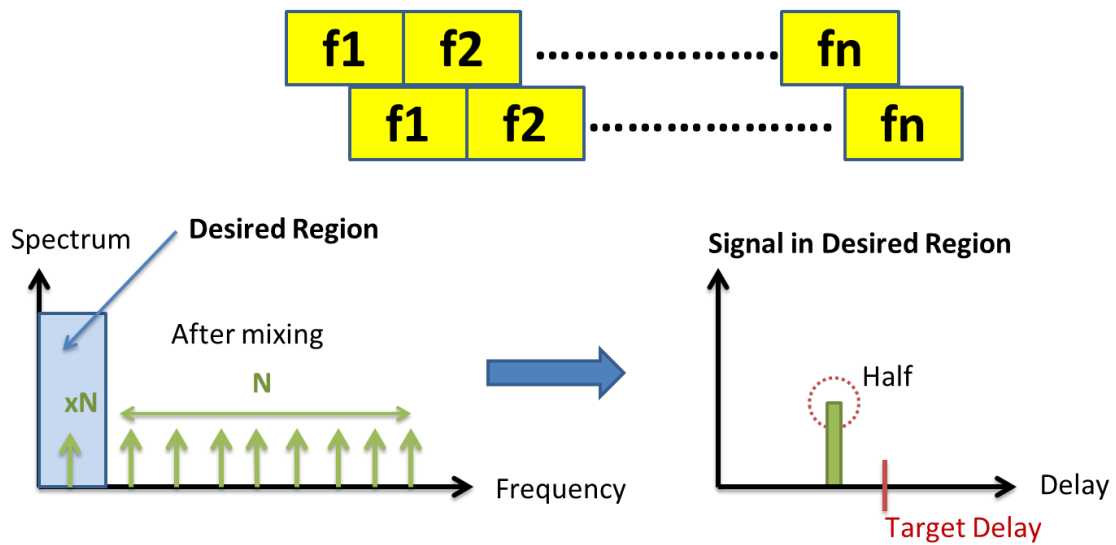 f1 f2 ........................ fn
f1 f2 ........................ fn
Spectrum
Desired Region
After mixing
N
xN
Frequency
Signal in Desired Region
Half
Delay
Target Delay